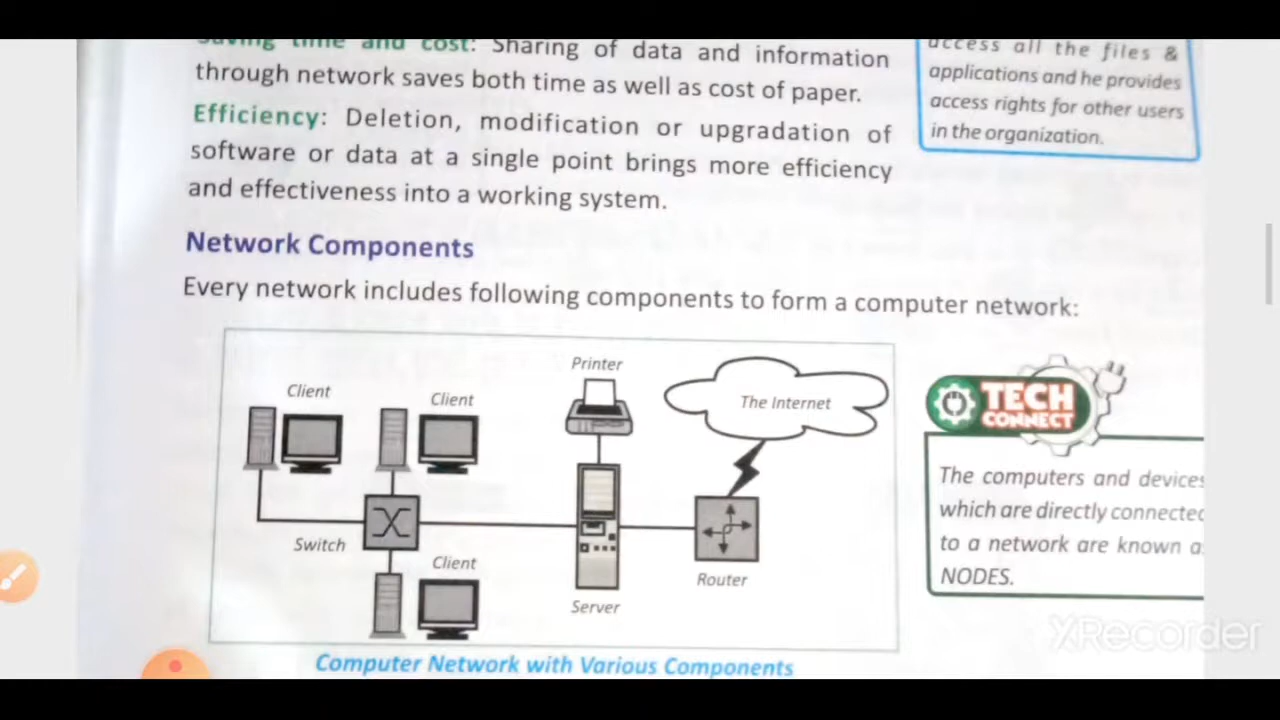 Saving time and cost: Sharing of data and information
through network saves both time as well as cost of paper.
Efficiency: Deletion, modification or upgradation of
software or data at a single point brings more efficiency
and effectiveness into a working system.
access all the files &
applications and he provides
access rights for other users
in the organization.
Network Components
Every network includes following components to form a computer network:
Client
Client
Printer
The Internet
Switch
Client
Server
Router
Computer Network with Various Components
TECH
CONNECT
The computers and devices
which are directly connected
to a network are known a
NODES.
XRecorder